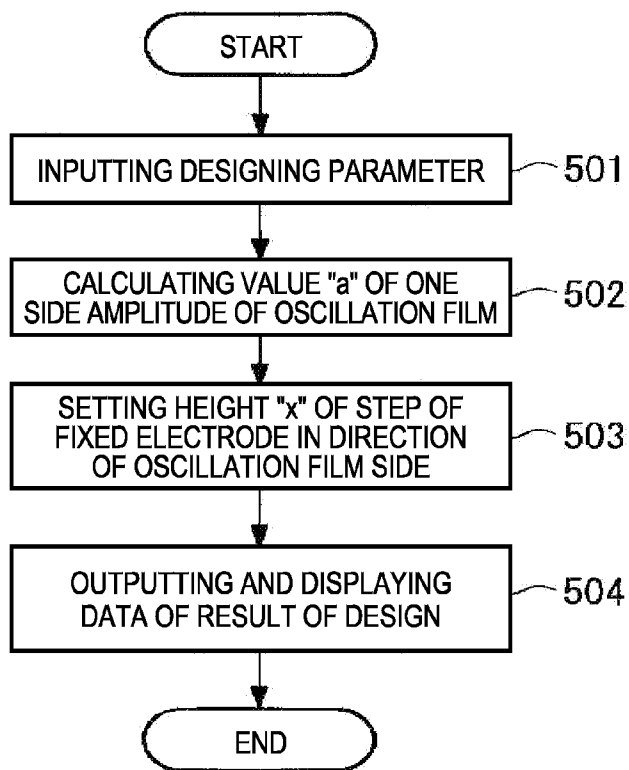 START
INPUTTING DESIGNING PARAMETER
501
CALCULATING VALUE "a" OF ONE
SIDE AMPLITUDE OF OSCILLATION FILM
502
SETTING HEIGHT "x" OF STEP OF
FIXED ELECTRODE IN DIRECTION
OF OSCILLATION FILM SIDE
503
OUTPUTTING AND DISPLAYING
DATA OF RESULT OF DESIGN
504
END